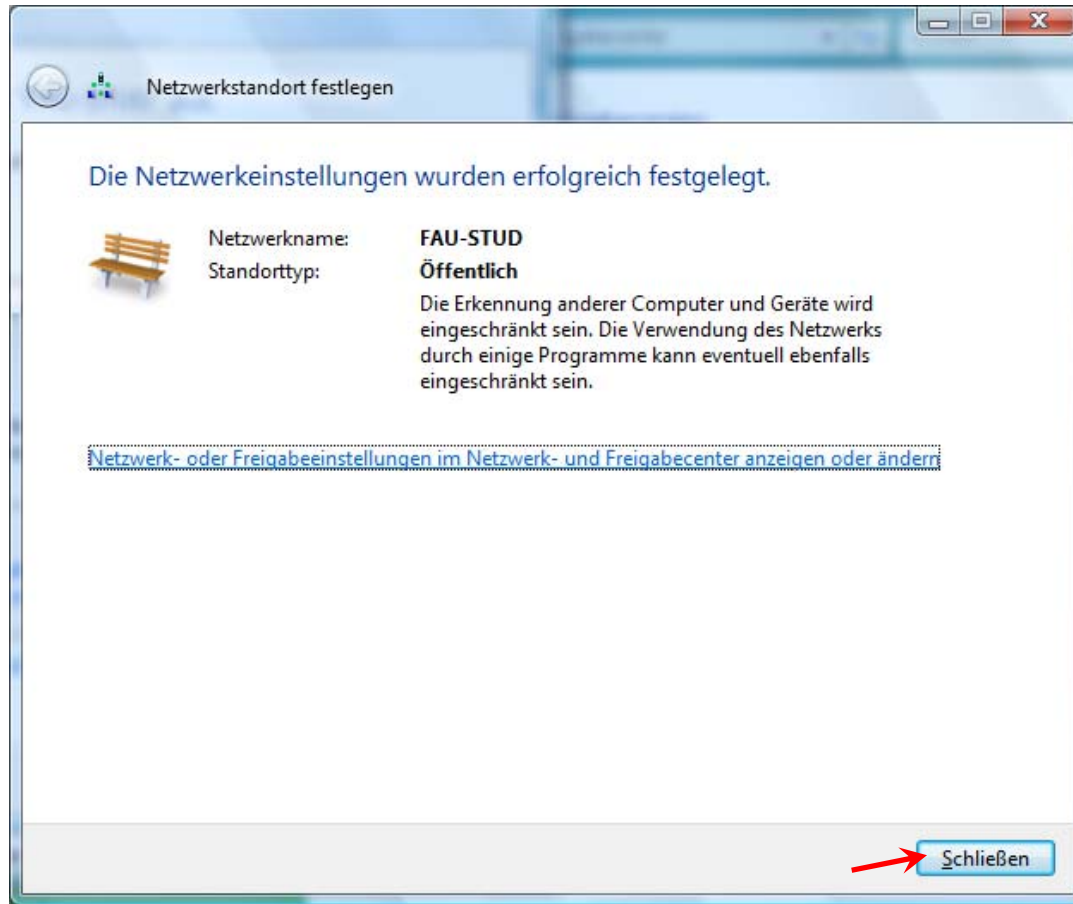 Netzwerkstandort festlegen
Die Netzwerkeinstellungen wurden erfolgreich festgelegt.
Netzwerkname: FAU-STUD
Standorttyp: Öffentlich
Die Erkennung anderer Computer und Geräte wird
eingeschränkt sein. Die Verwendung des Netzwerks
durch einige Programme kann eventuell ebenfalls
eingeschränkt sein.
Netzwerk- oder Freigabeeinstellungen im Netzwerk- und Freigabecenter anzeigen oder ändern
Schließen